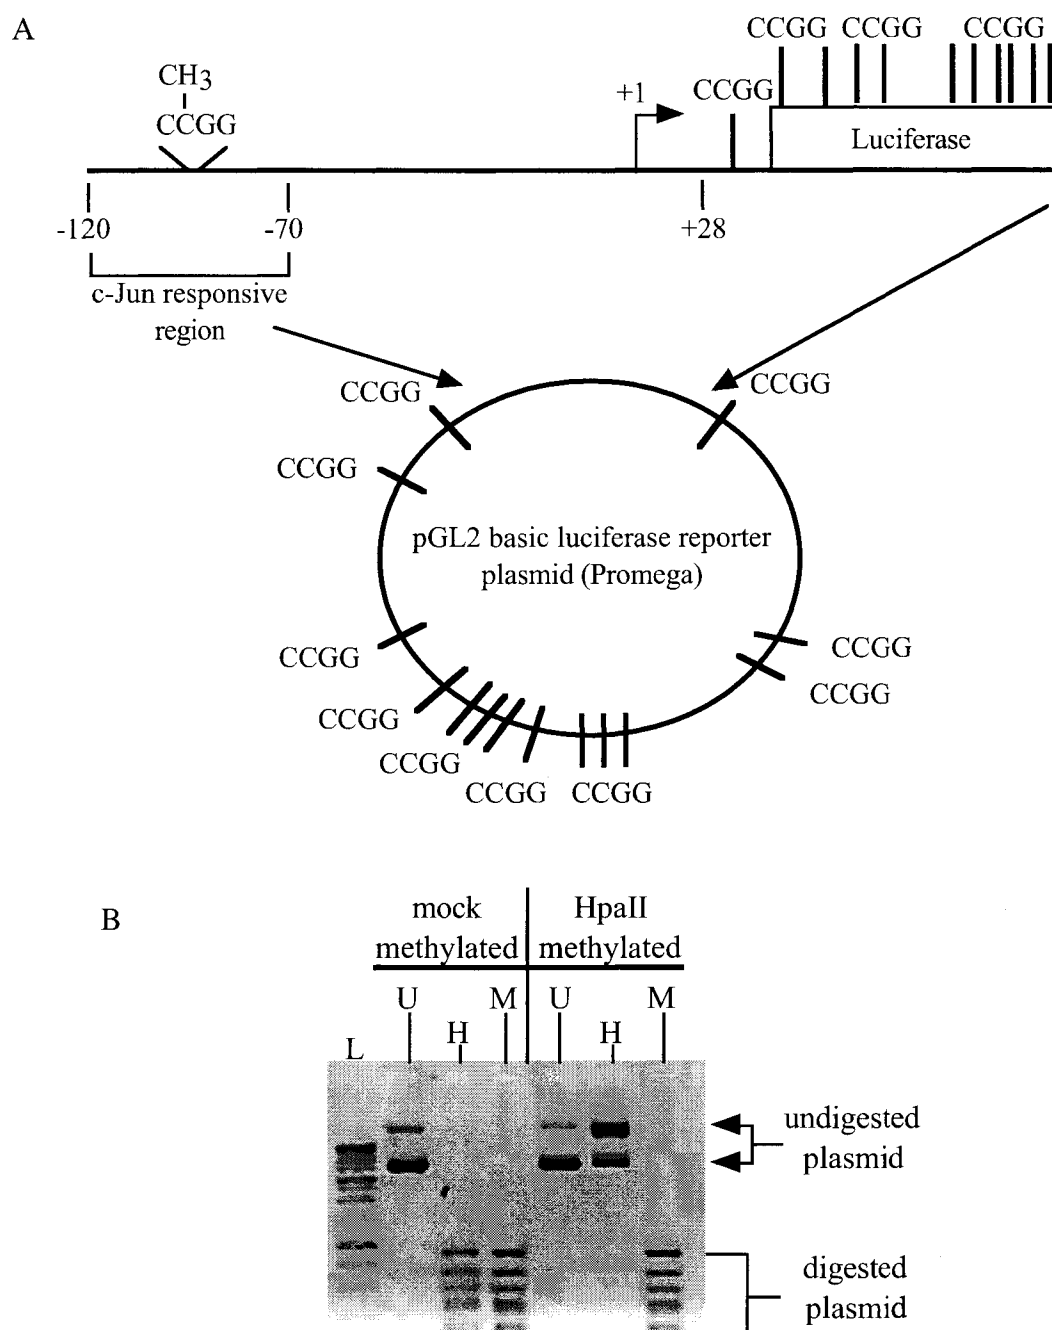 A
CCGG CCGG CCGG
CH3
CCGG
+1
CCGG
Luciferase
-120
-70
+28
c-Jun responsive
region
CCGG
CCGG
CCGG
pGL2 basic luciferase reporter
plasmid (Promega)
CCGG
CCGG
CCGG
CCGG
CCGG
CCGG
CCGG
B
mock
methylated
HpaII
methylated
U
M
U
M
L
H
H
undigested
plasmid
digested
plasmid